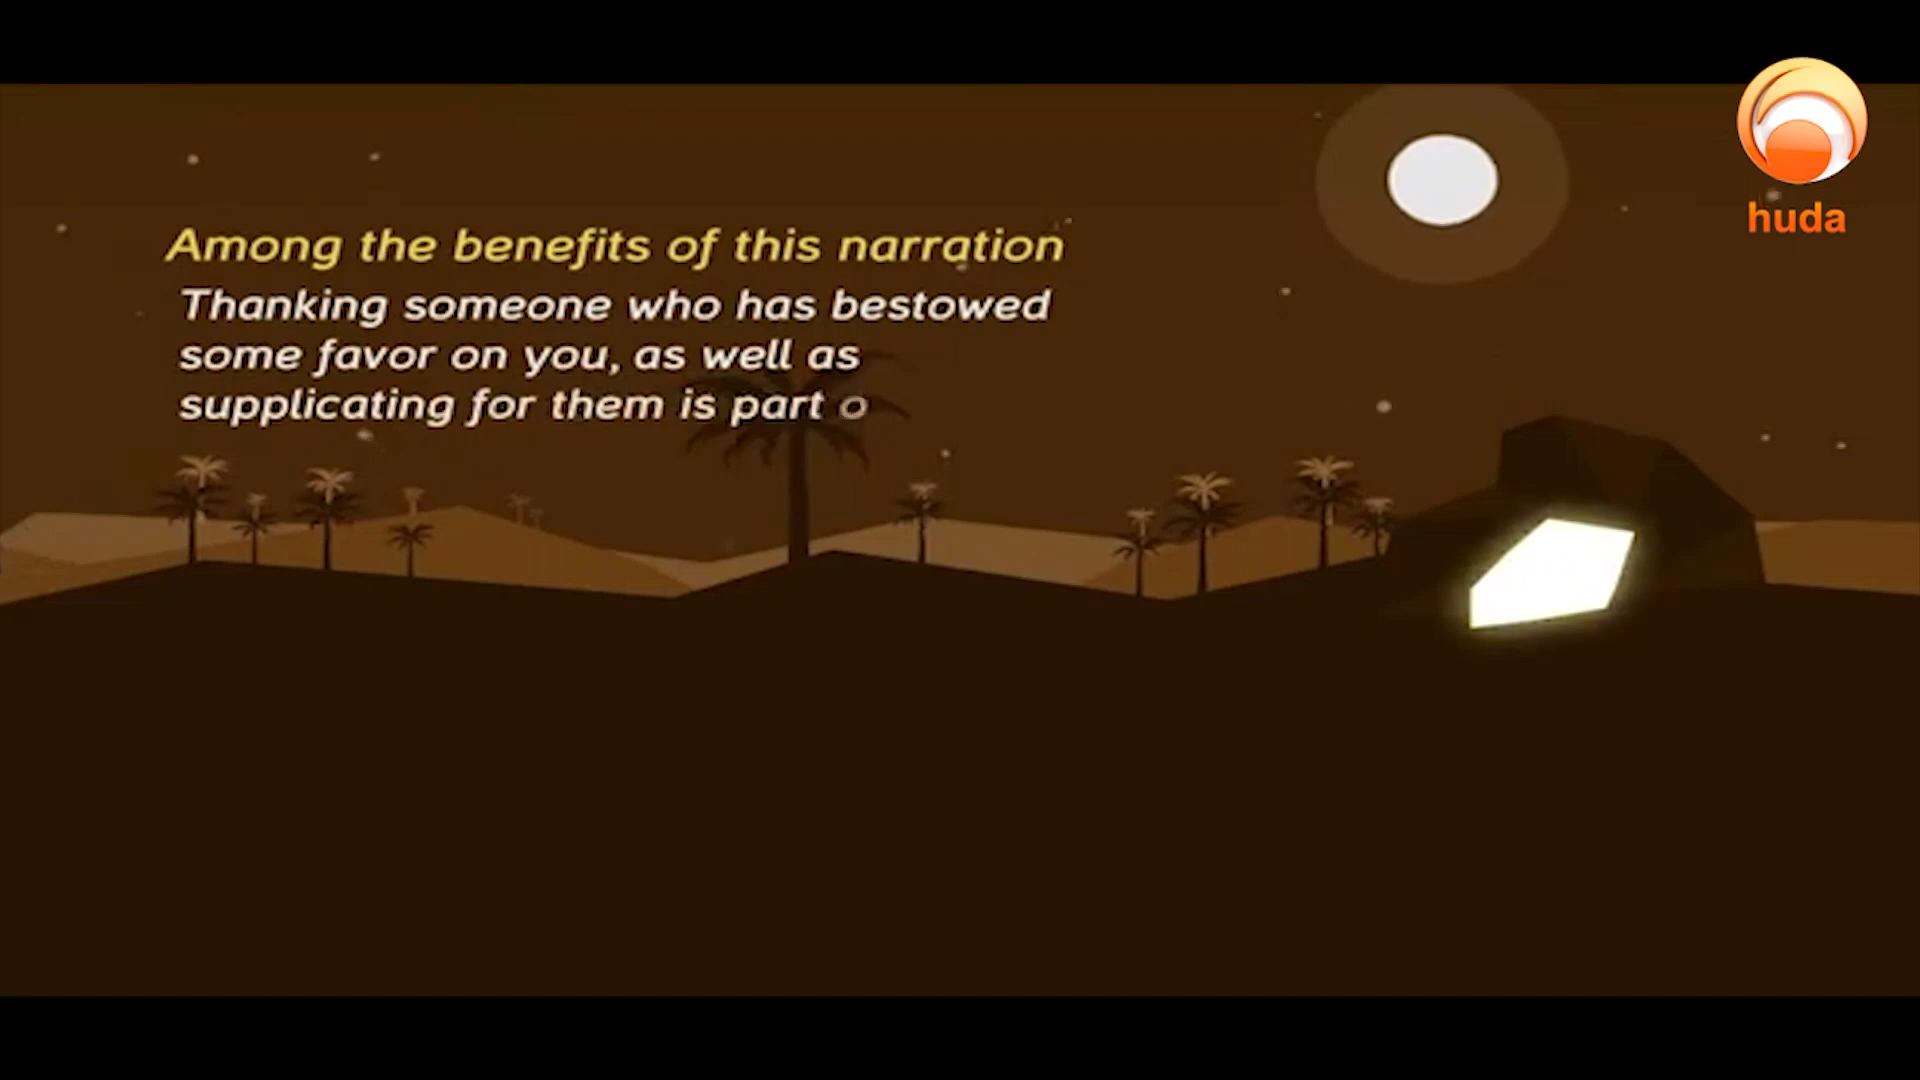 Among the benefits of this narration
Thanking someone who has bestowed
some favor on you, as well as
supplicating for them is part o
huda